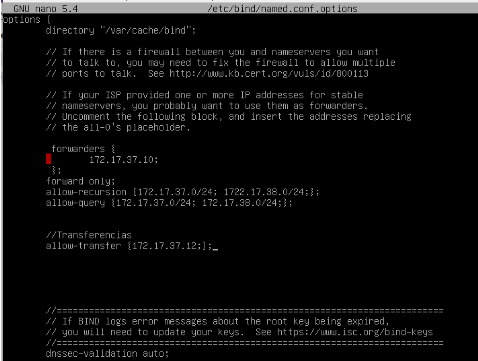 GNU nano 5.4 /etc/bind/named.conf.options
options {
directory "/var/cache/bind";
// If there is a firewall between you and nameservers you want
// to talk to, you may need to fix the firewall to allow multiple
// ports to talk. See http://www.kb.cert.org/vuls/id/800113
// If your ISP provided one or more IP addresses for stable
// nameservers, you probably want to use them as forwarders.
// Uncomment the following block, and insert the addresses replacing
// the all-0's placeholder.
forwarders {
172.17.37.10;
};
forward only;
allow-recursion {172.17.37.0/24; 1722.17.38.0/24;};
allow-query {172.17.37.0/24; 172.17.38.0/24;};
//Transferencias
allow-transfer {172.17.37.12;};_
//========================================================================
// If BIND logs error messages about the root key being expired,
// you will need to update your keys. See https://www.isc.org/bind-keys
//========================================================================
dnssec-validation auto;